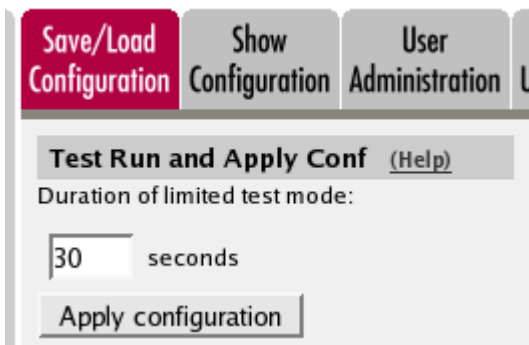 Save/Load Show User
Configuration Configuration Administration
Test Run and Apply Conf (Help)
Duration of limited test mode:
30 seconds
Apply configuration